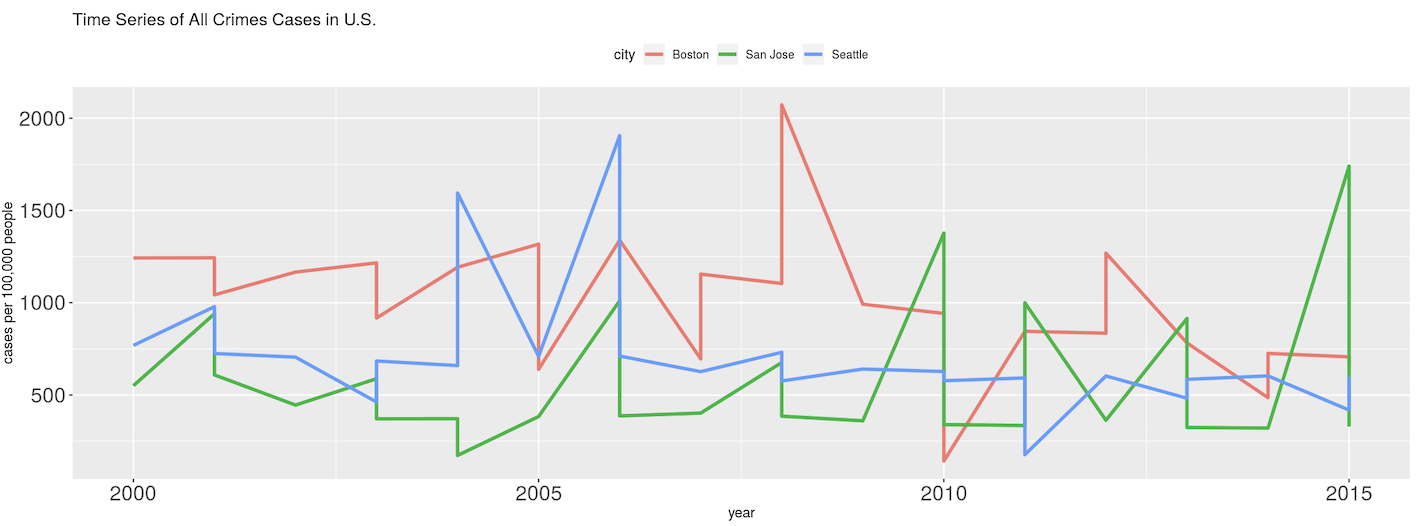 Time Series of All Crimes Cases in U.S.
city Boston San Jose Seattle
cases per 100,000 people
2000
1500
1000
500
2000 2005 2010 2015
year